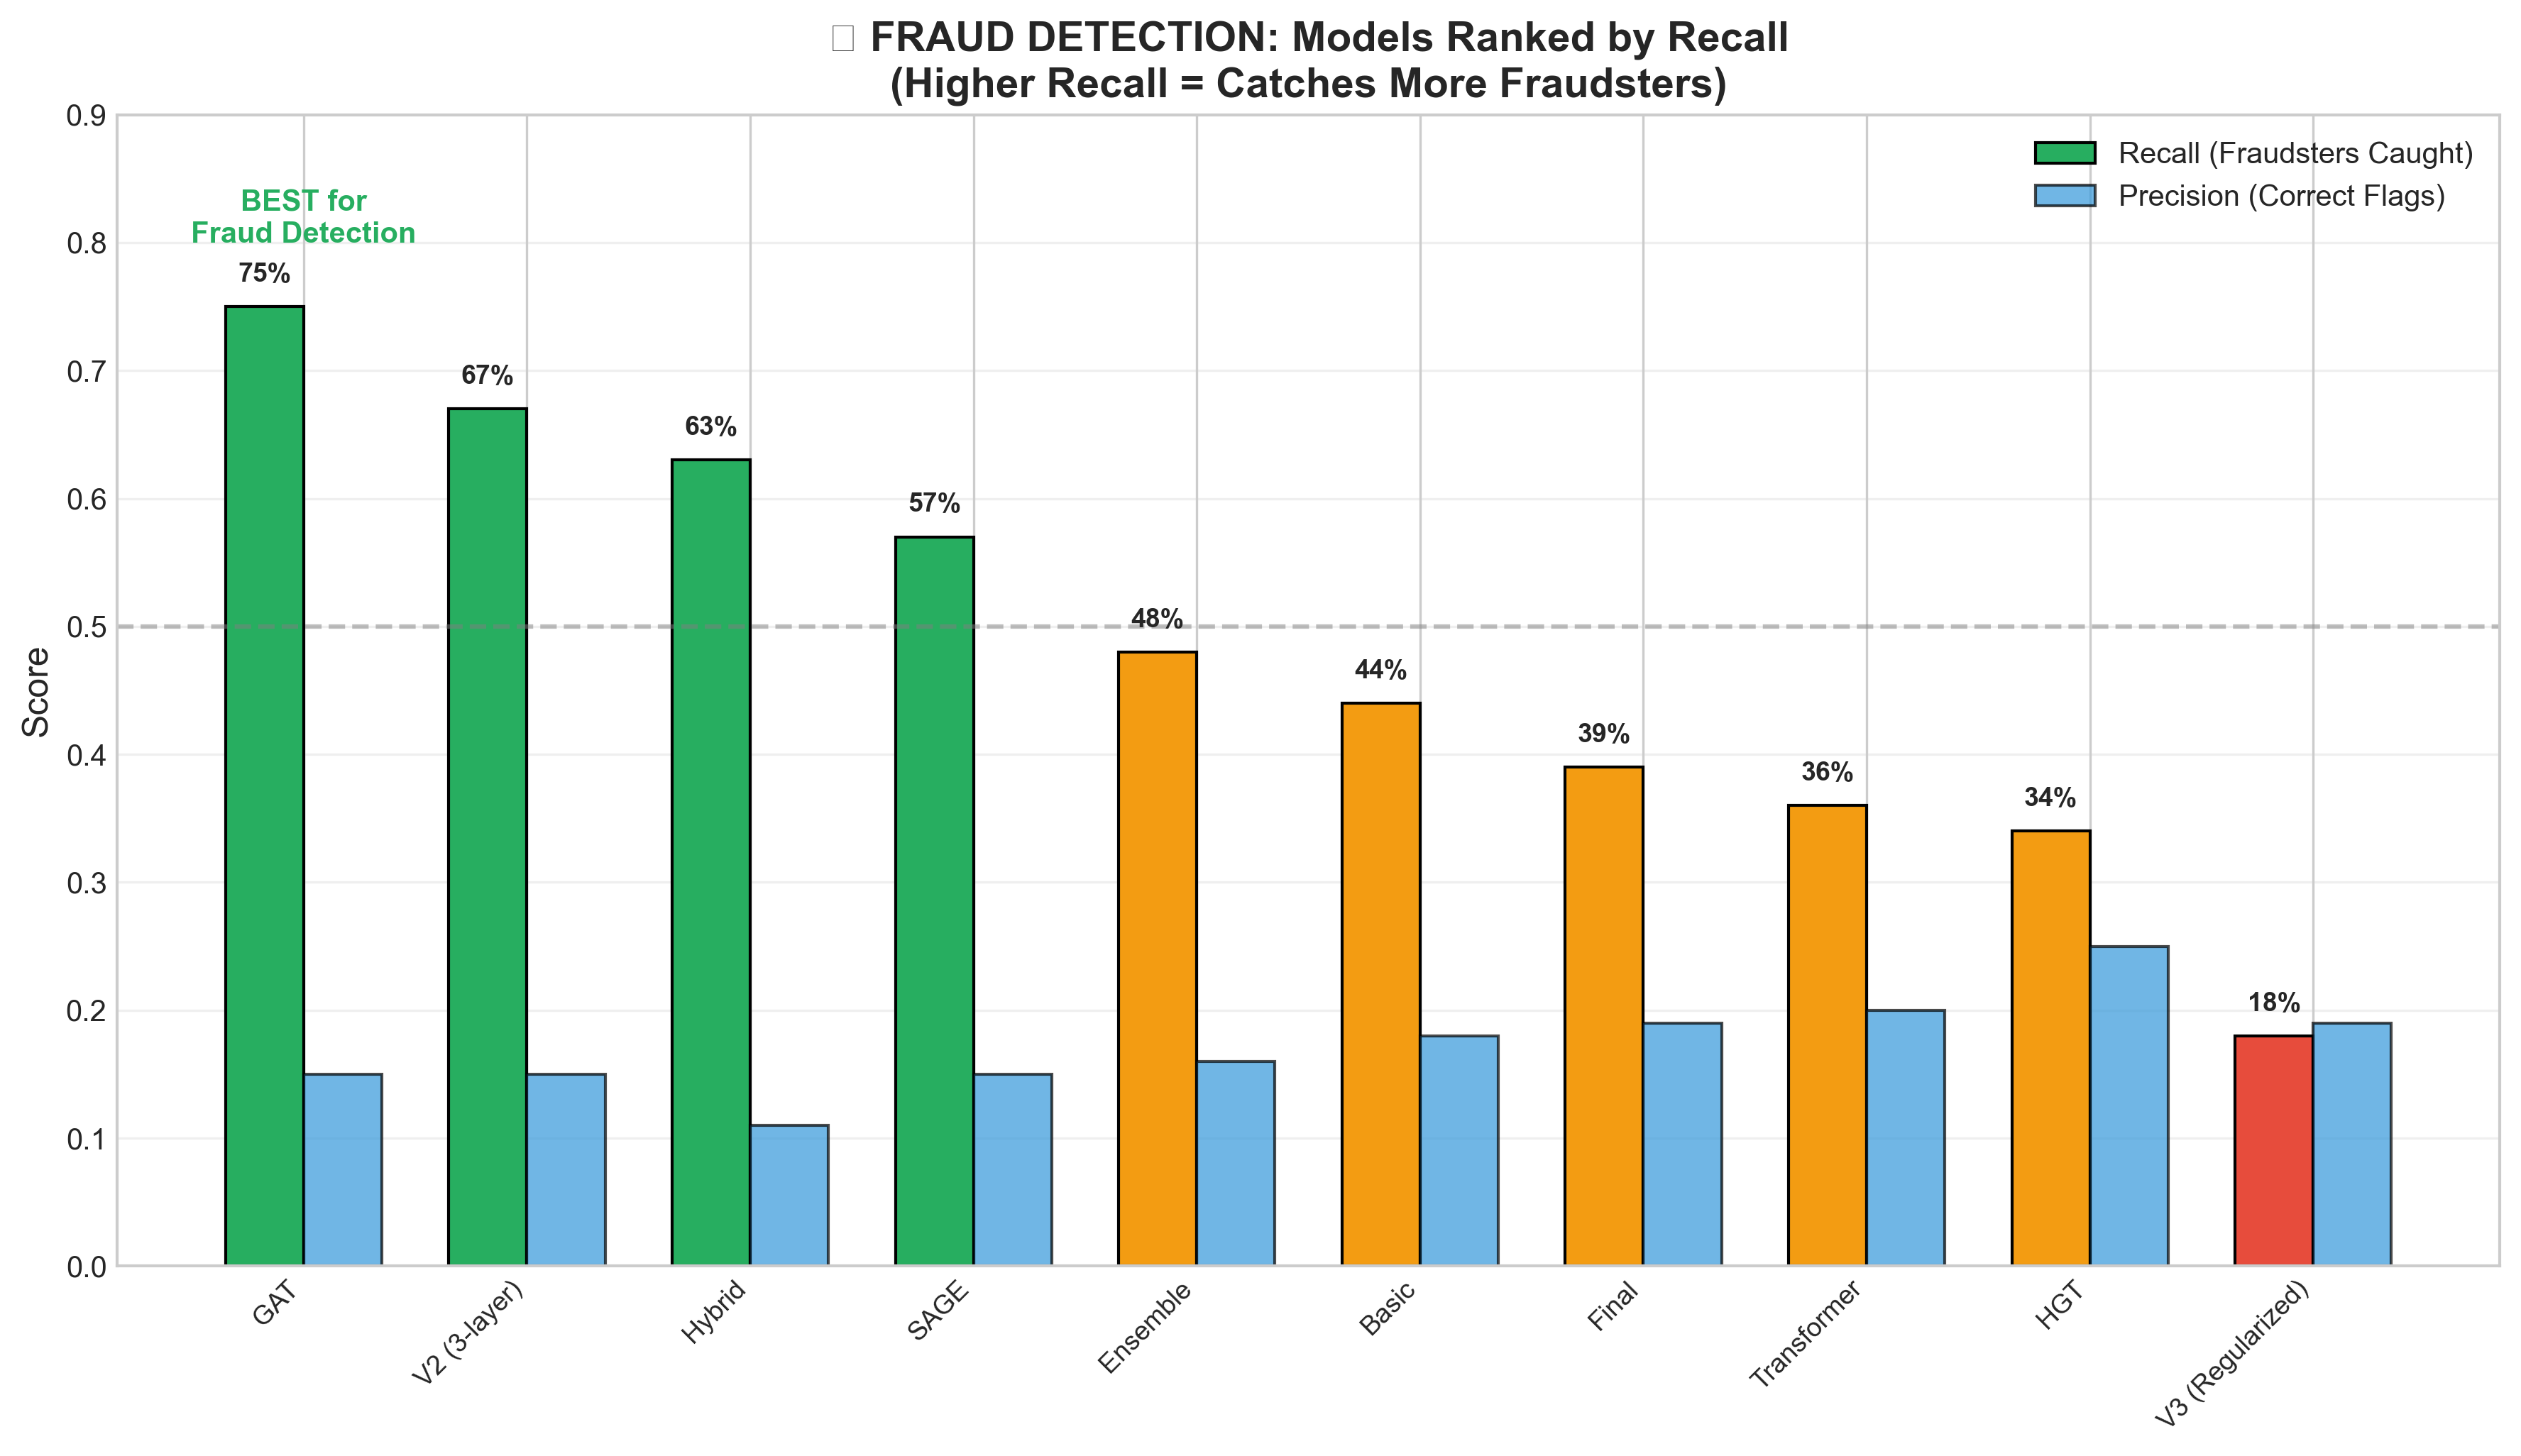 FRAUD DETECTION: Models Ranked by Recall
(Higher Recall = Catches More Fraudsters)
Recall (Fraudsters Caught)
Precision (Correct Flags)
BEST for
Fraud Detection
75%
67%
63%
57%
48%
44%
39%
36%
34%
18%
Score
0.9
0.8
0.7
0.6
0.5
0.4
0.3
0.2
0.1
0.0
GAT
V2 (3-layer)
Hybrid
SAGE
Ensemble
Basic
Final
Transformer
HGT
V3 (Regularized)